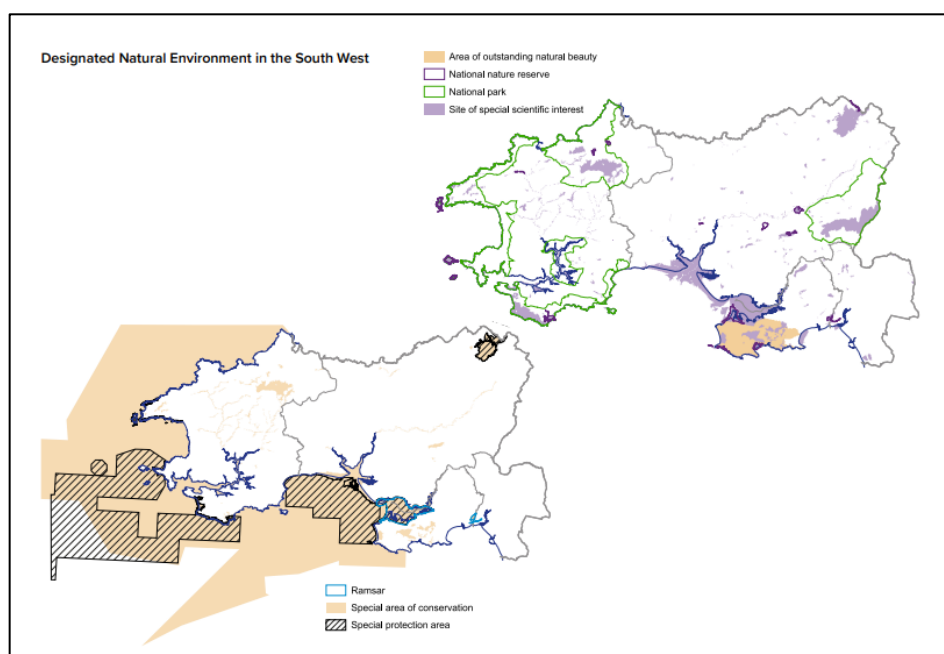 Designated Natural Environment in the South West
Area of outstanding natural beauty
National nature reserve
National park
Site of special scientific interest
Ramsar
Special area of conservation
Special protection area